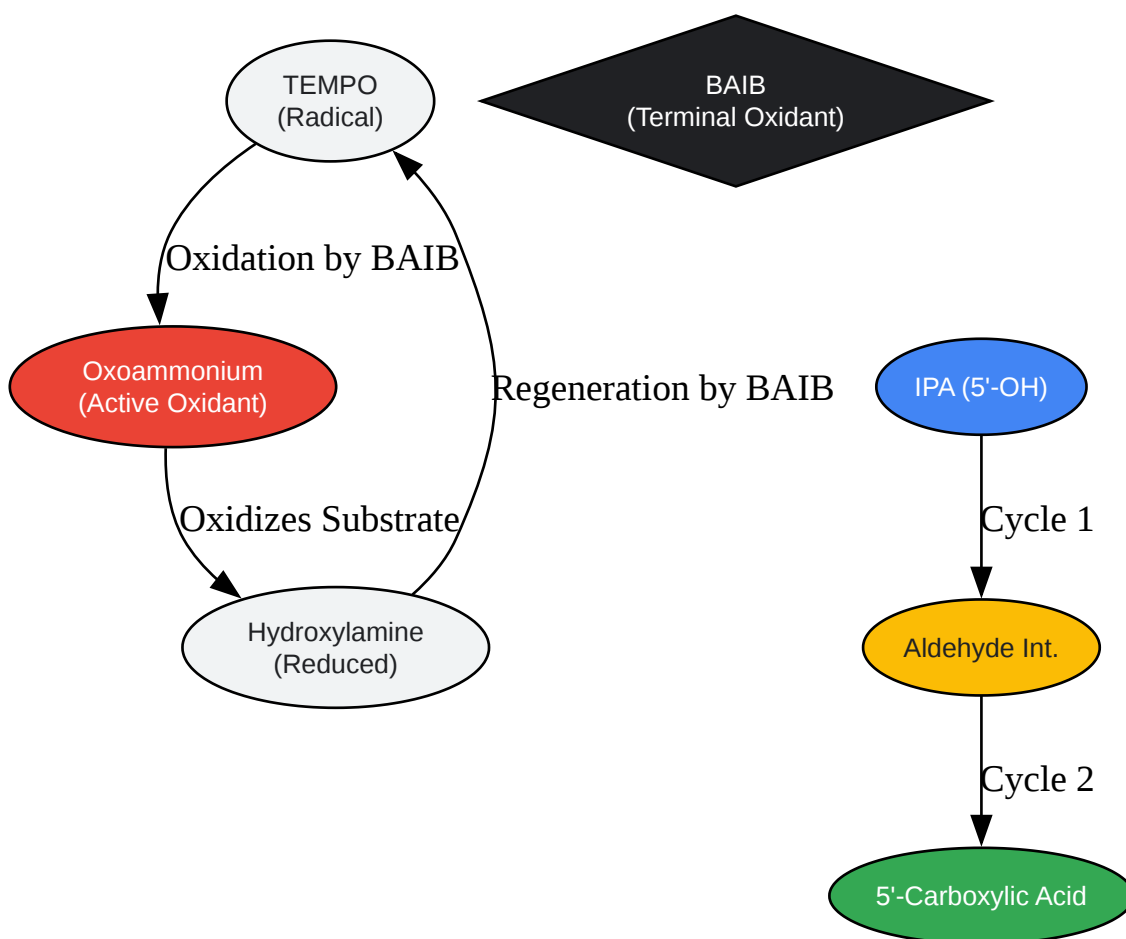 TEMPO
(Radical)
BAIB
(Terminal Oxidant)
Oxidation by BAIB
Oxoammonium
(Active Oxidant)
Regeneration by BAIB
IPA (5'-OH)
Oxidizes Substrate
Cycle 1
Hydroxylamine
(Reduced)
Aldehyde Int.
Cycle 2
5'-Carboxylic Acid